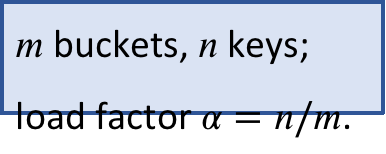 m buckets, n keys;
load factor α = n/m.